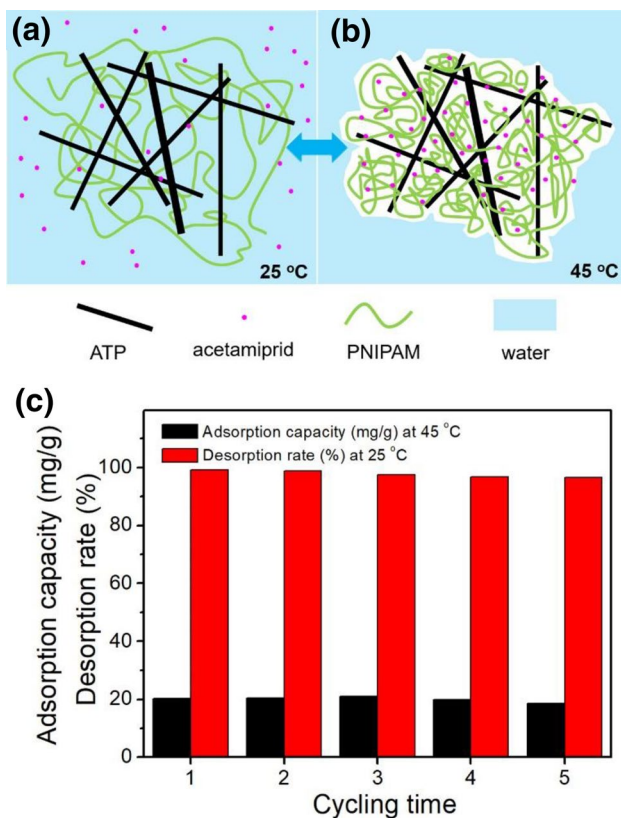 (a)
(b)
25 °C
45 °C
ATP
acetamiprid
PNIPAM
water
(c)
Adsorption capacity (mg/g)
Desorption rate (%)
Adsorption capacity (mg/g) at 45 °C
Desorption rate (%) at 25 °C
100
80
60
40
20
0
1 2 3 4 5
Cycling time